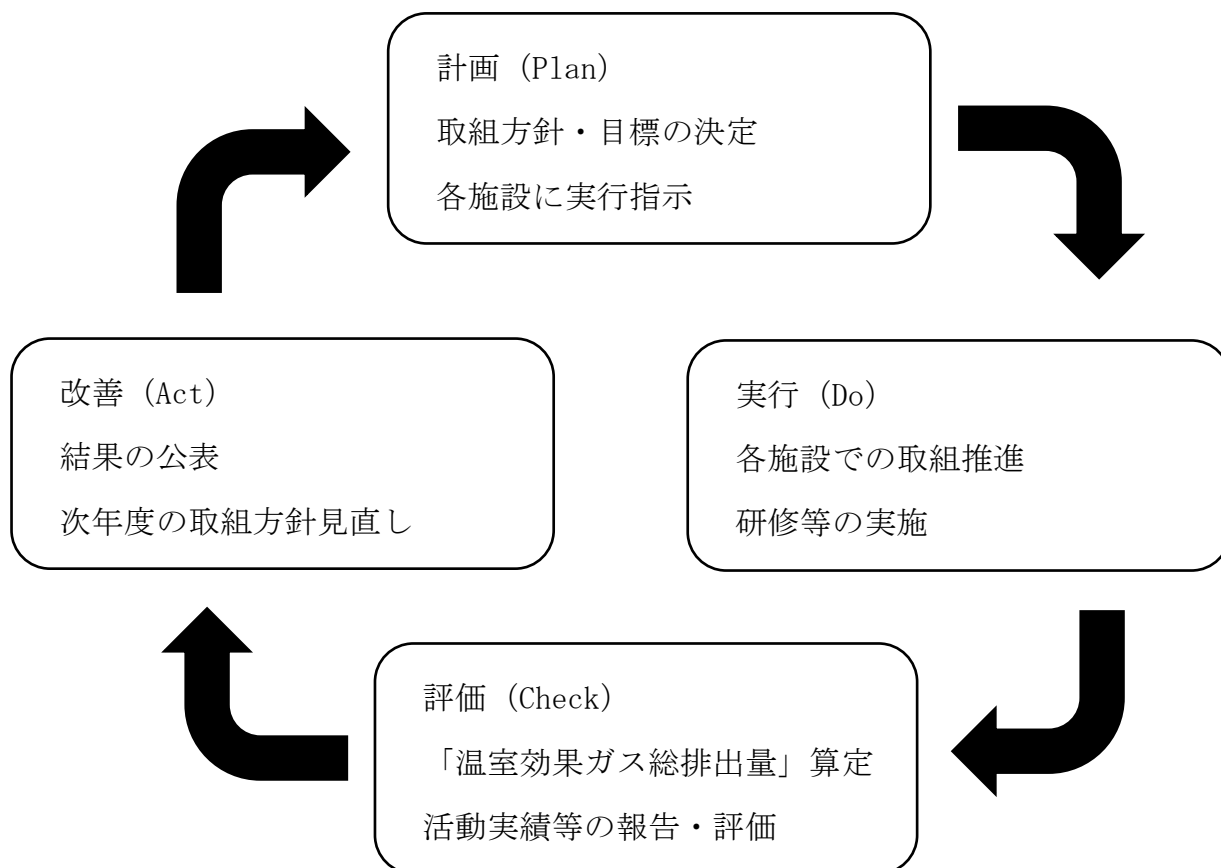 計画 (Plan)
取組方針・目標の決定
各施設に実行指示
実行 (Do)
各施設での取組推進
研修等の実施
評価 (Check)
「温室効果ガス総排出量」算定
活動実績等の報告・評価
改善 (Act)
結果の公表
次年度の取組方針見直し